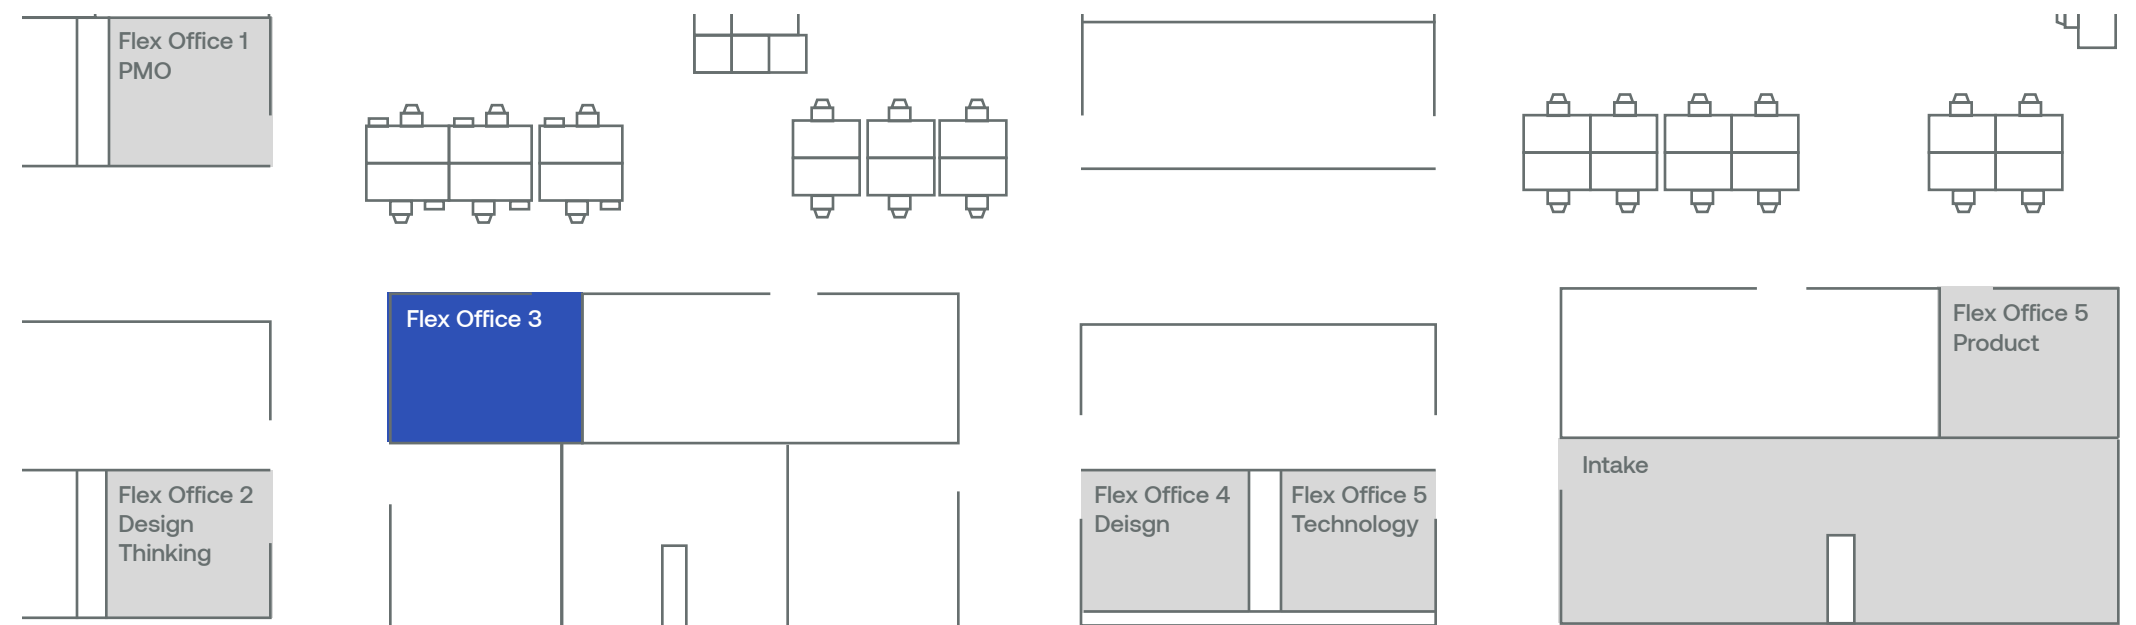 Flex Office 1
PMO
Flex Office 3
Flex Office 5
Product
Intake
Flex Office 2
Design
Thinking
Flex Office 4
Deisgn
Flex Office 5
Technology